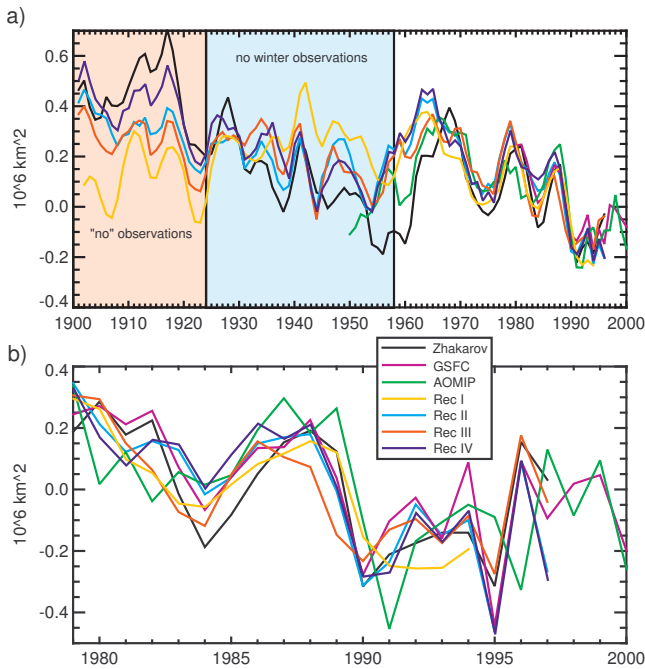 a)
no winter observations
0.6
0.4
0.2
0.0
-0.2
-0.4
10^6 km^2
"no" observations
1900 1910 1920 1930 1940 1950 1960 1970 1980 1990 2000
b)
Zhakarov
GSFC
AOMIP
Rec I
Rec II
Rec III
Rec IV
0.4
0.2
0.0
-0.2
-0.4
10^6 km^2
1980 1985 1990 1995 2000